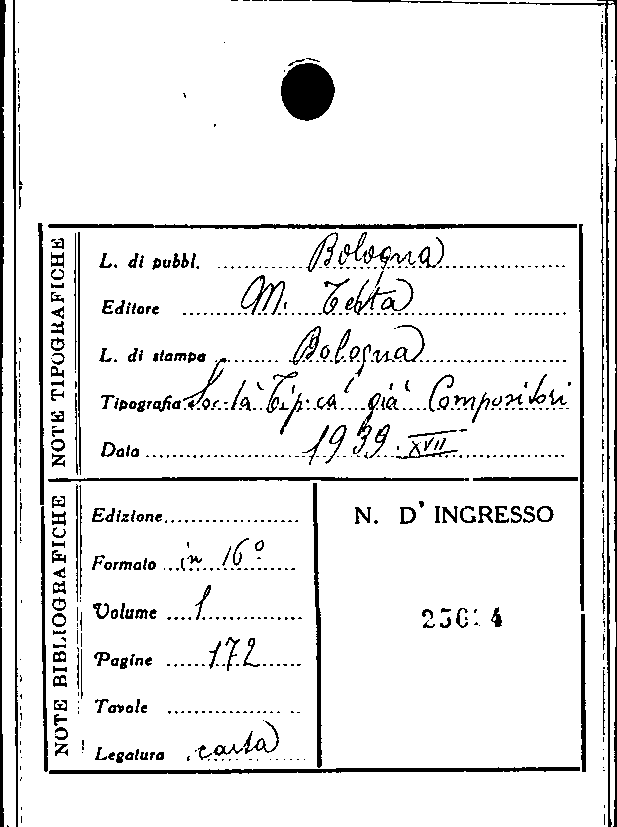 NOTE TIPOGRAFICHE
L. di pubbl. Bologna
Editore M. Testa
L. di stampa Bologna
Tipografia Soc.tà Tip.ca già Compositori
Data 1939. XVII
NOTE BIBLIOGRAFICHE
Edizione
Formato in 16º
Volume 1
Pagine 172
Tavole
Legatura carta
N. D' INGRESSO